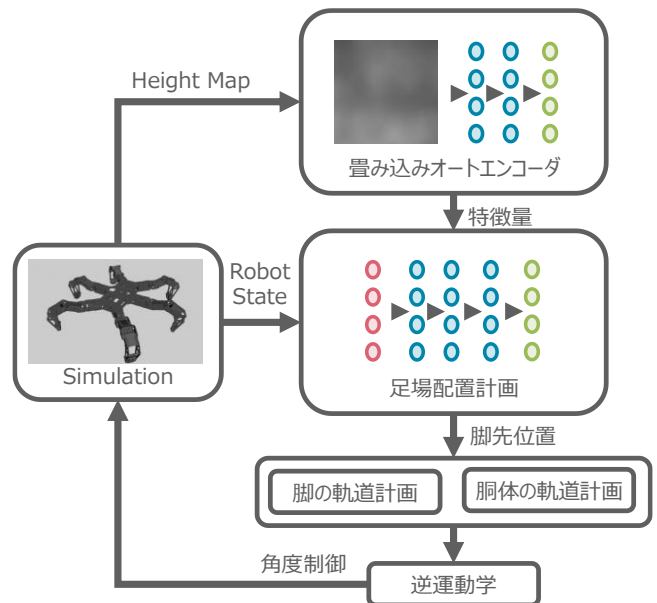 Height Map
畳み込みオートエンコーダ
特徴量
Robot
State
Simulation
足場配置計画
脚先位置
脚の軌道計画
胴体の軌道計画
角度制御
逆運動学